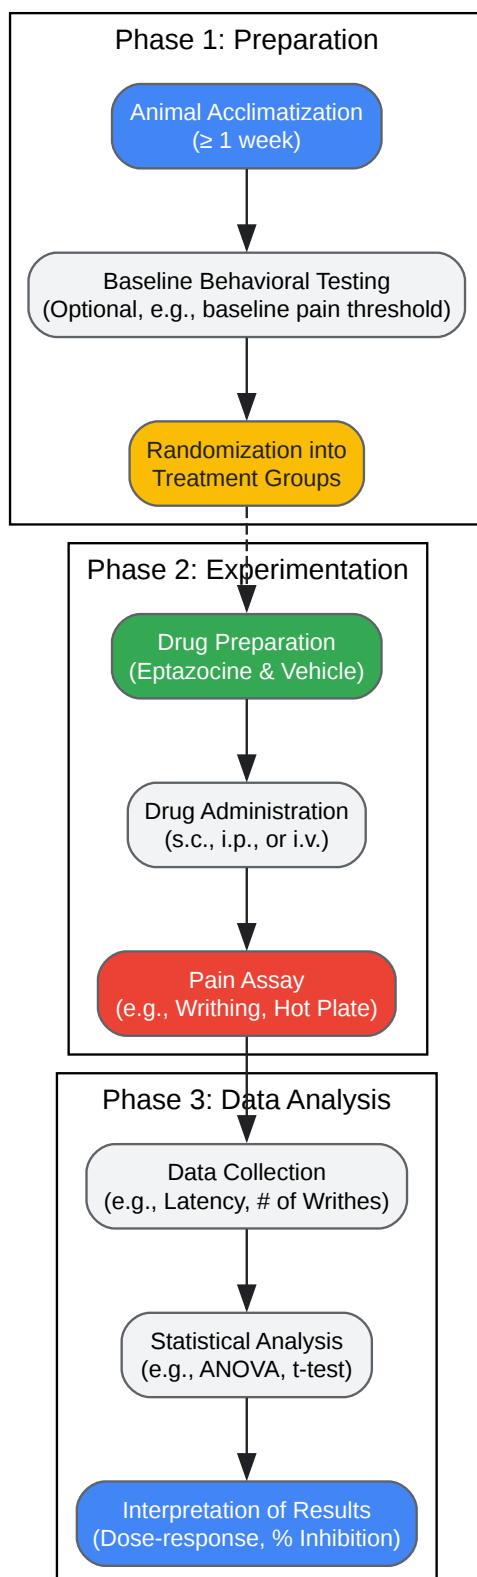 Phase 1: Preparation
Animal Acclimatization
(≥ 1 week)
Baseline Behavioral Testing
(Optional, e.g., baseline pain threshold)
Randomization into
Treatment Groups
Phase 2: Experimentation
Drug Preparation
(Eptazocine & Vehicle)
Drug Administration
(s.c., i.p., or i.v.)
Pain Assay
(e.g., Writhing, Hot Plate)
Phase 3: Data Analysis
Data Collection
(e.g., Latency, # of Writhes)
Statistical Analysis
(e.g., ANOVA, t-test)
Interpretation of Results
(Dose-response, % Inhibition)